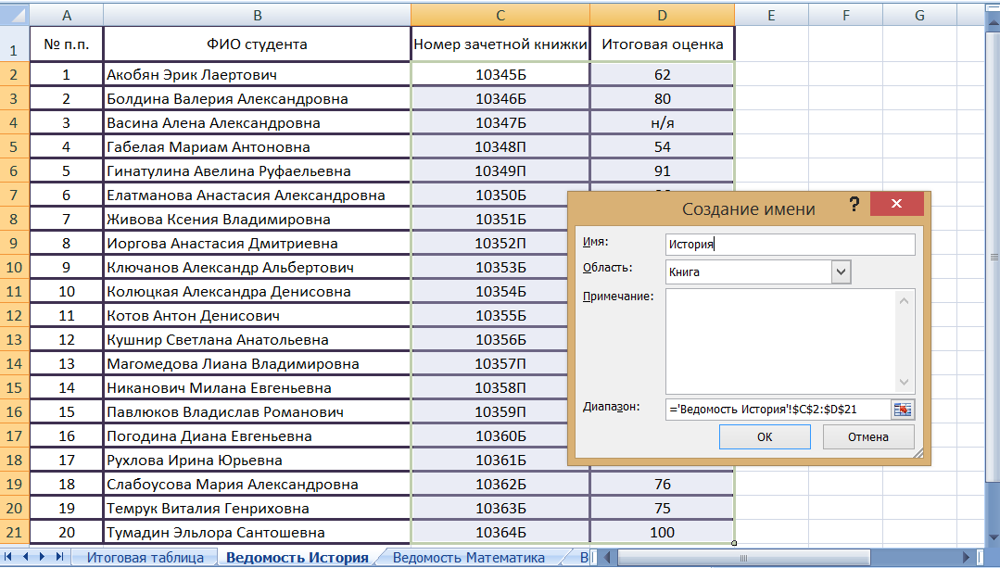 A B C D E F G
1 № п.п. ФИО студента Номер зачетной книжки Итоговая оценка
2 1 Акобян Эрик Лаертович 10345Б 62
3 2 Болдина Валерия Александровна 10346Б 80
4 3 Васина Алена Александровна 10347Б н/я
5 4 Габелая Мариам Антоновна 10348П 54
6 5 Гинатулина Авелина Руфаельевна 10349П 91
7 6 Елатманова Анастасия Александровна 10350Б
8 7 Живова Ксения Владимировна 10351Б
9 8 Иоргова Анастасия Дмитриевна 10352П
10 9 Ключанов Александр Альбертович 10353Б
11 10 Колюцкая Александра Денисовна 10354Б
12 11 Котов Антон Денисович 10355Б
13 12 Кушнир Светлана Анатольевна 10356Б
14 13 Магомедова Лиана Владимировна 10357П
15 14 Никанович Милана Евгеньевна 10358П
16 15 Павлюков Владислав Романович 10359П
17 16 Погодина Диана Евгеньевна 10360Б
18 17 Рухлова Ирина Юрьевна 10361Б
19 18 Слабоусова Мария Александровна 10362Б 76
20 19 Темрук Виталия Генриховна 10363Б 75
21 20 Тумадин Эльлора Сантошевна 10364Б 100
Создание имени ?
Имя: История
Область: Книга
Примечание:
Диапазон: ='Ведомость История'!$C$2:$D$21
ОК Отмена
Итоговая таблица Ведомость История Ведомость Математика В